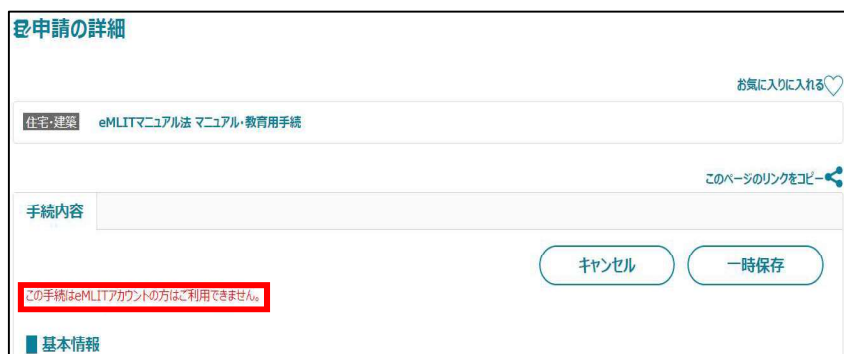 申請の詳細
お気に入りに入れる
住宅・建築 eMLITマニュアル法 マニュアル・教育用手続
このページのリンクをコピー
手続内容
キャンセル 一時保存
この手続はeMLITアカウントの方はご利用できません。
基本情報